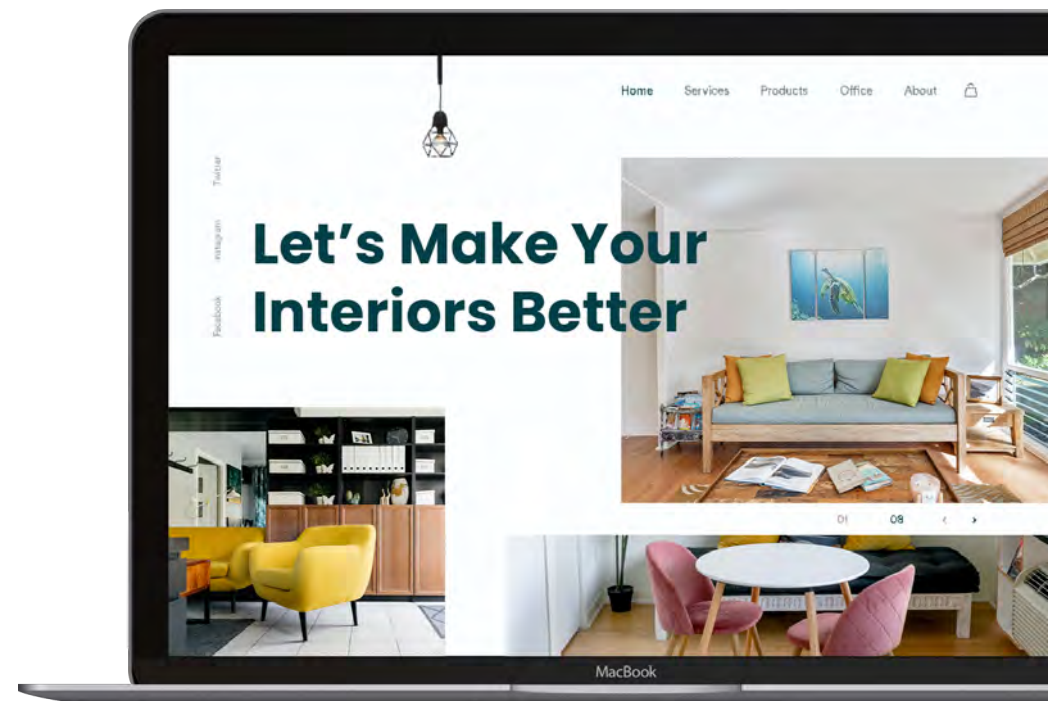 Home Services Products Office About
Twitter
Instagram
Facebook
Let's Make Your
Interiors Better
01 08
MacBook